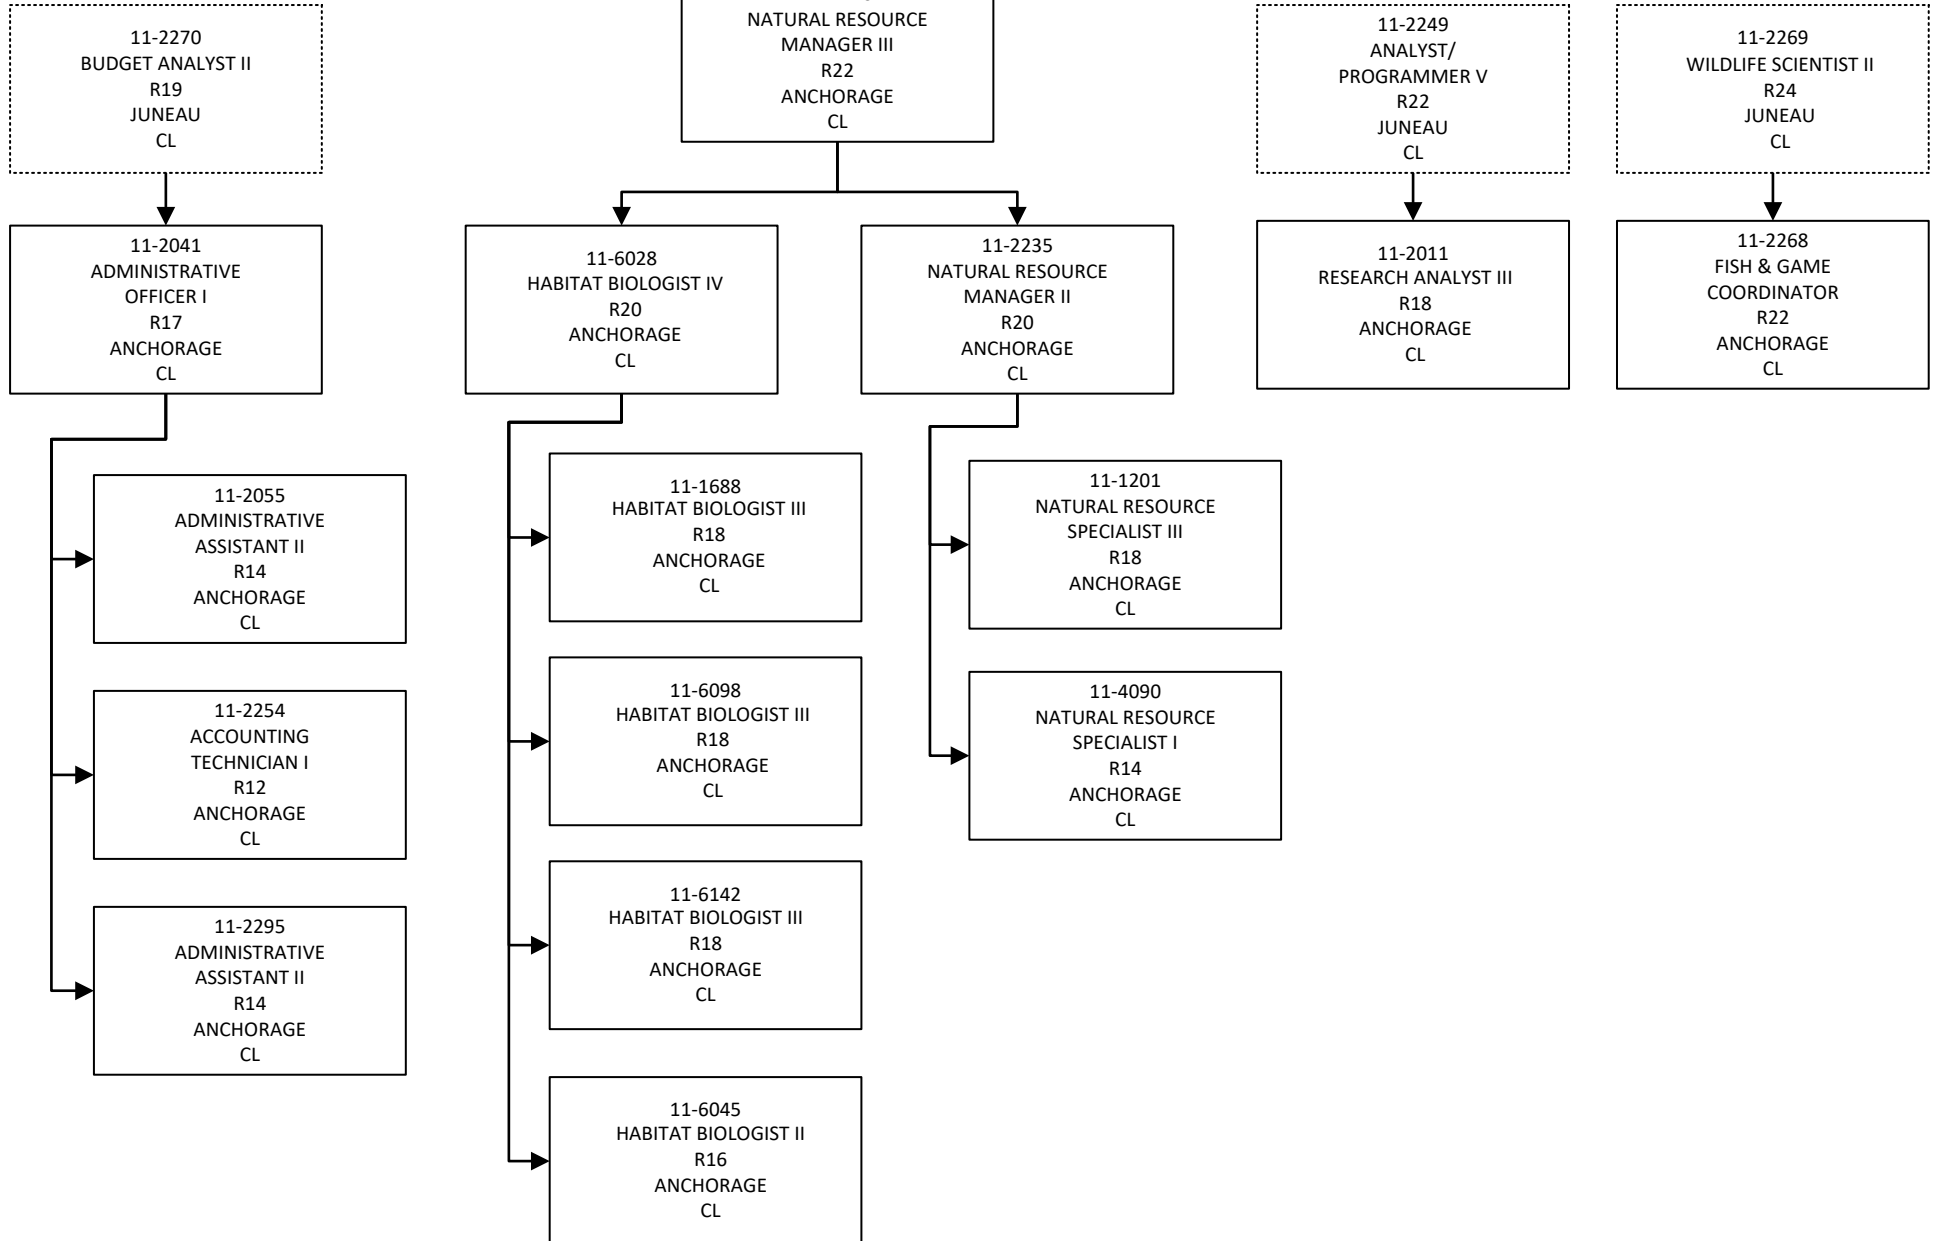 11-2270
BUDGET ANALYST II
R19
JUNEAU
CL
NATURAL RESOURCE
MANAGER III
R22
ANCHORAGE
CL
11-2249
ANALYST/
PROGRAMMER V
R22
JUNEAU
CL
11-2269
WILDLIFE SCIENTIST II
R24
JUNEAU
CL
11-2041
ADMINISTRATIVE
OFFICER I
R17
ANCHORAGE
CL
11-6028
HABITAT BIOLOGIST IV
R20
ANCHORAGE
CL
11-2235
NATURAL RESOURCE
MANAGER II
R20
ANCHORAGE
CL
11-2011
RESEARCH ANALYST III
R18
ANCHORAGE
CL
11-2268
FISH & GAME
COORDINATOR
R22
ANCHORAGE
CL
11-2055
ADMINISTRATIVE
ASSISTANT II
R14
ANCHORAGE
CL
11-2254
ACCOUNTING
TECHNICIAN I
R12
ANCHORAGE
CL
11-2295
ADMINISTRATIVE
ASSISTANT II
R14
ANCHORAGE
CL
11-1688
HABITAT BIOLOGIST III
R18
ANCHORAGE
CL
11-6098
HABITAT BIOLOGIST III
R18
ANCHORAGE
CL
11-6142
HABITAT BIOLOGIST III
R18
ANCHORAGE
CL
11-6045
HABITAT BIOLOGIST II
R16
ANCHORAGE
CL
11-1201
NATURAL RESOURCE
SPECIALIST III
R18
ANCHORAGE
CL
11-4090
NATURAL RESOURCE
SPECIALIST I
R14
ANCHORAGE
CL